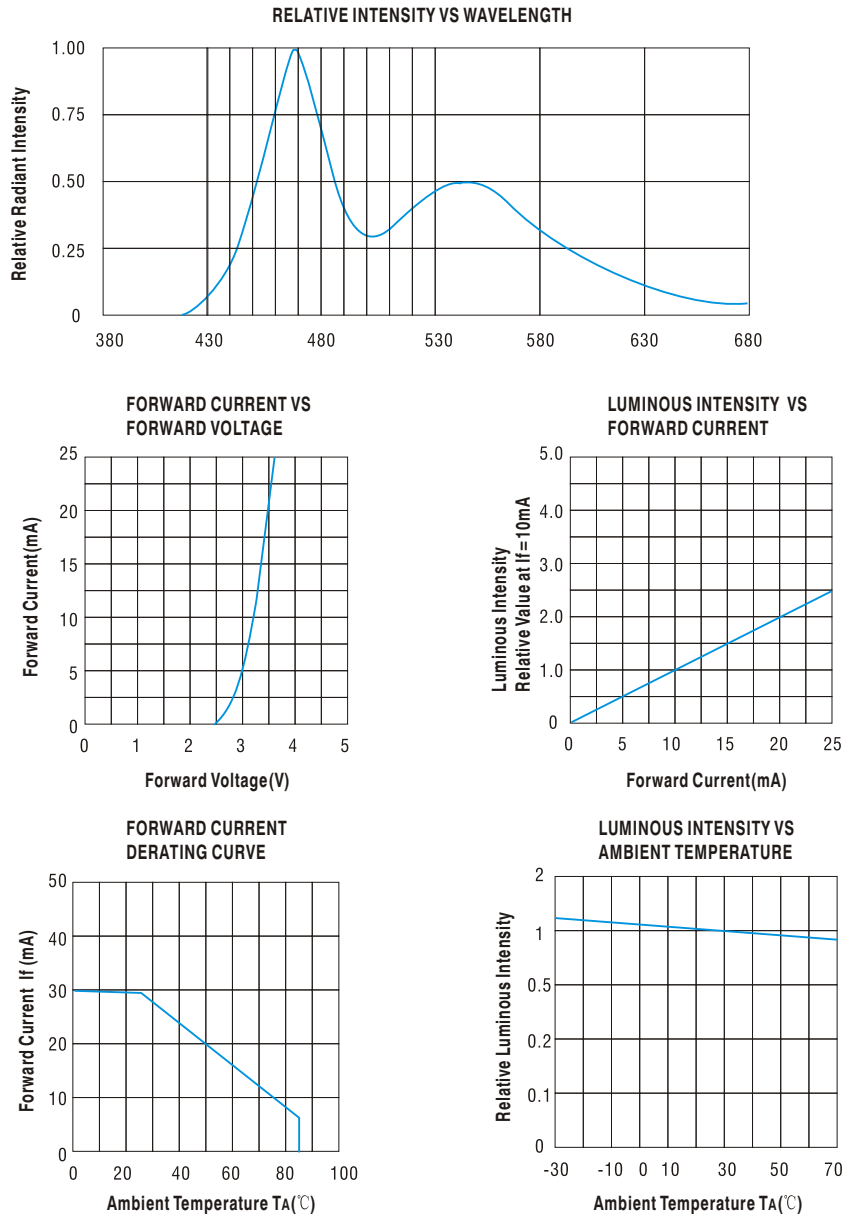 RELATIVE INTENSITY VS WAVELENGTH
Relative Radiant Intensity
1.00
0.75
0.50
0.25
0
380 430 480 530 580 630 680
FORWARD CURRENT VS
FORWARD VOLTAGE
Forward Current(mA)
25
20
15
10
5
0
0 1 2 3 4 5
Forward Voltage(V)
LUMINOUS INTENSITY VS
FORWARD CURRENT
Luminous Intensity
Relative Value at If=10mA
5.0
4.0
3.0
2.0
1.0
0
0 5 10 15 20 25
Forward Current(mA)
FORWARD CURRENT
DERATING CURVE
Forward Current If (mA)
50
40
30
20
10
0
0 20 40 60 80 100
Ambient Temperature TA(℃)
LUMINOUS INTENSITY VS
AMBIENT TEMPERATURE
Relative Luminous Intensity
2
1
0.5
0.2
0.1
0
-30 -10 0 10 30 50 70
Ambient Temperature TA(℃)